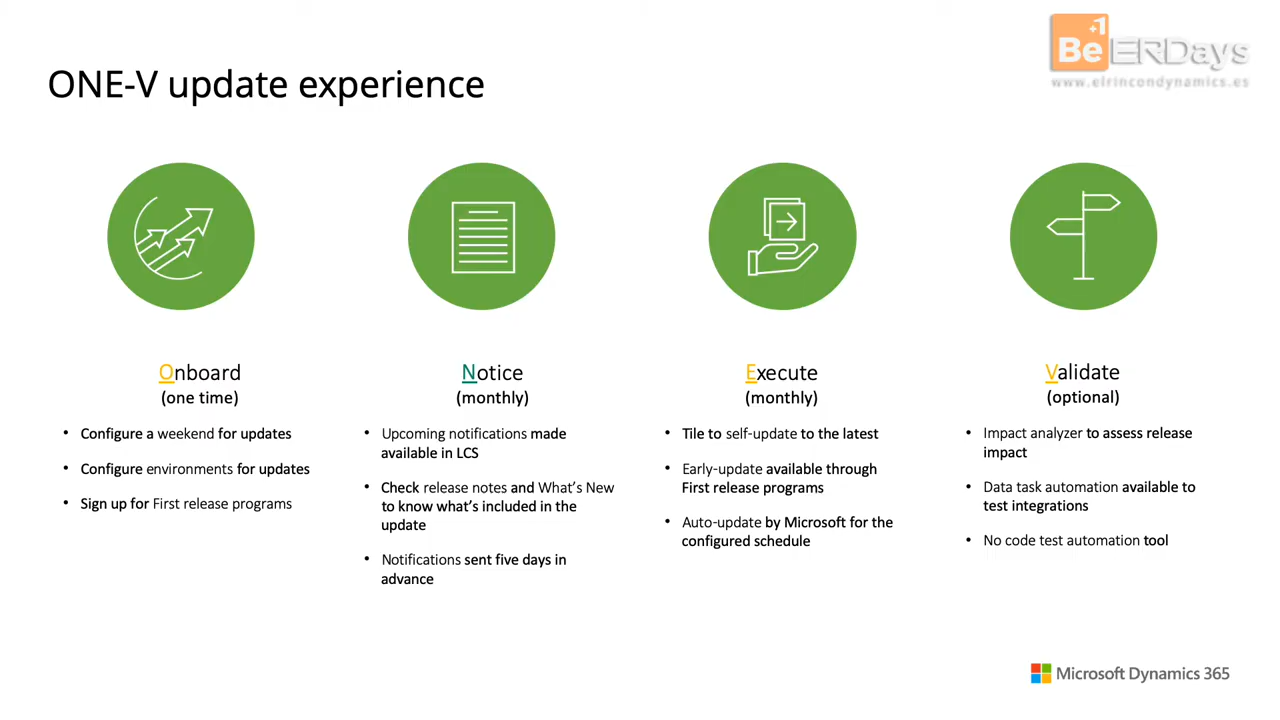 +1
Be ERDays
www.elrincondynamics.es
ONE-V update experience
Onboard
(one time)
• Configure a weekend for updates
• Configure environments for updates
• Sign up for First release programs
Notice
(monthly)
• Upcoming notifications made
available in LCS
• Check release notes and What's New
to know what's included in the
update
• Notifications sent five days in
advance
Execute
(monthly)
• Tile to self-update to the latest
• Early-update available through
First release programs
• Auto-update by Microsoft for the
configured schedule
Validate
(optional)
• Impact analyzer to assess release
impact
• Data task automation available to
test integrations
• No code test automation tool
Microsoft Dynamics 365